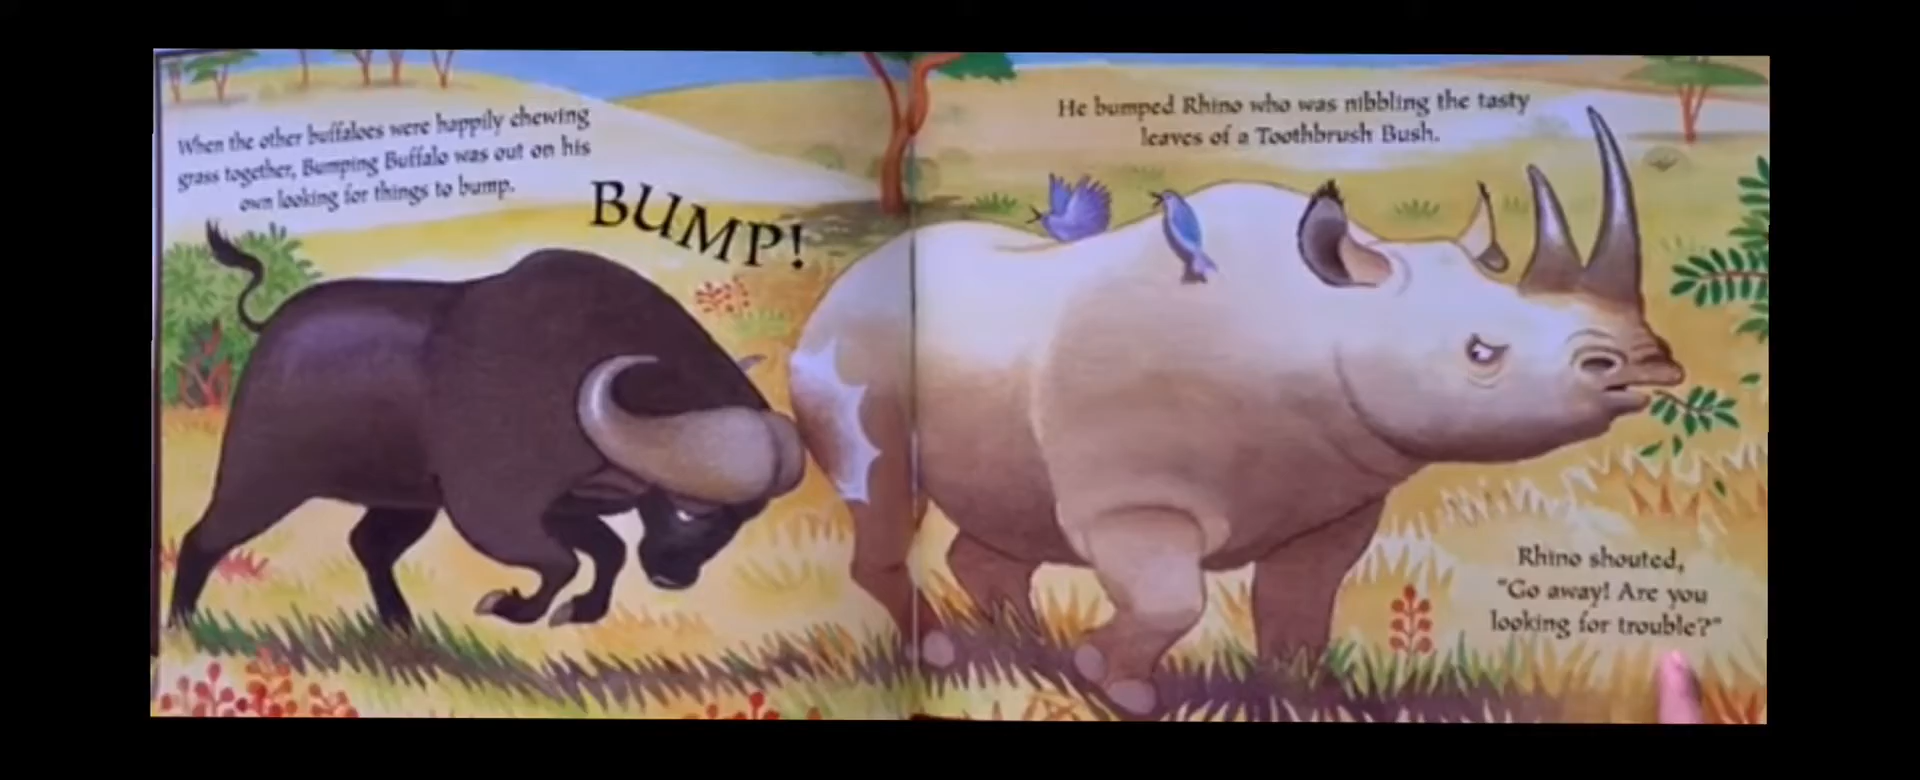 When the other buffaloes were happily chewing
grass together, Bumping Buffalo was out on his
own looking for things to bump.
BUMP!
He bumped Rhino who was nibbling the tasty
leaves of a Toothbrush Bush.
Rhino shouted,
"Go away! Are you
looking for trouble?"